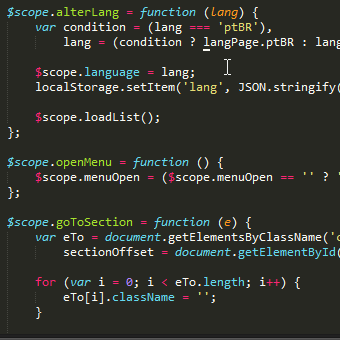 $scope.alterLang = function (lang) {
    var condition = (lang === 'ptBR'),
        lang = (condition ? langPage.ptBR : lang
    $scope.language = lang;
    localStorage.setItem('lang', JSON.stringify(
    $scope.loadList();
};
$scope.openMenu = function () {
    $scope.menuOpen = ($scope.menuOpen == '' ? '
};
$scope.goToSection = function (e) {
    var eTo = document.getElementsByClassName('c
        sectionOffset = document.getElementById(
    for (var i = 0; i < eTo.length; i++) {
        eTo[i].className = '';
    }